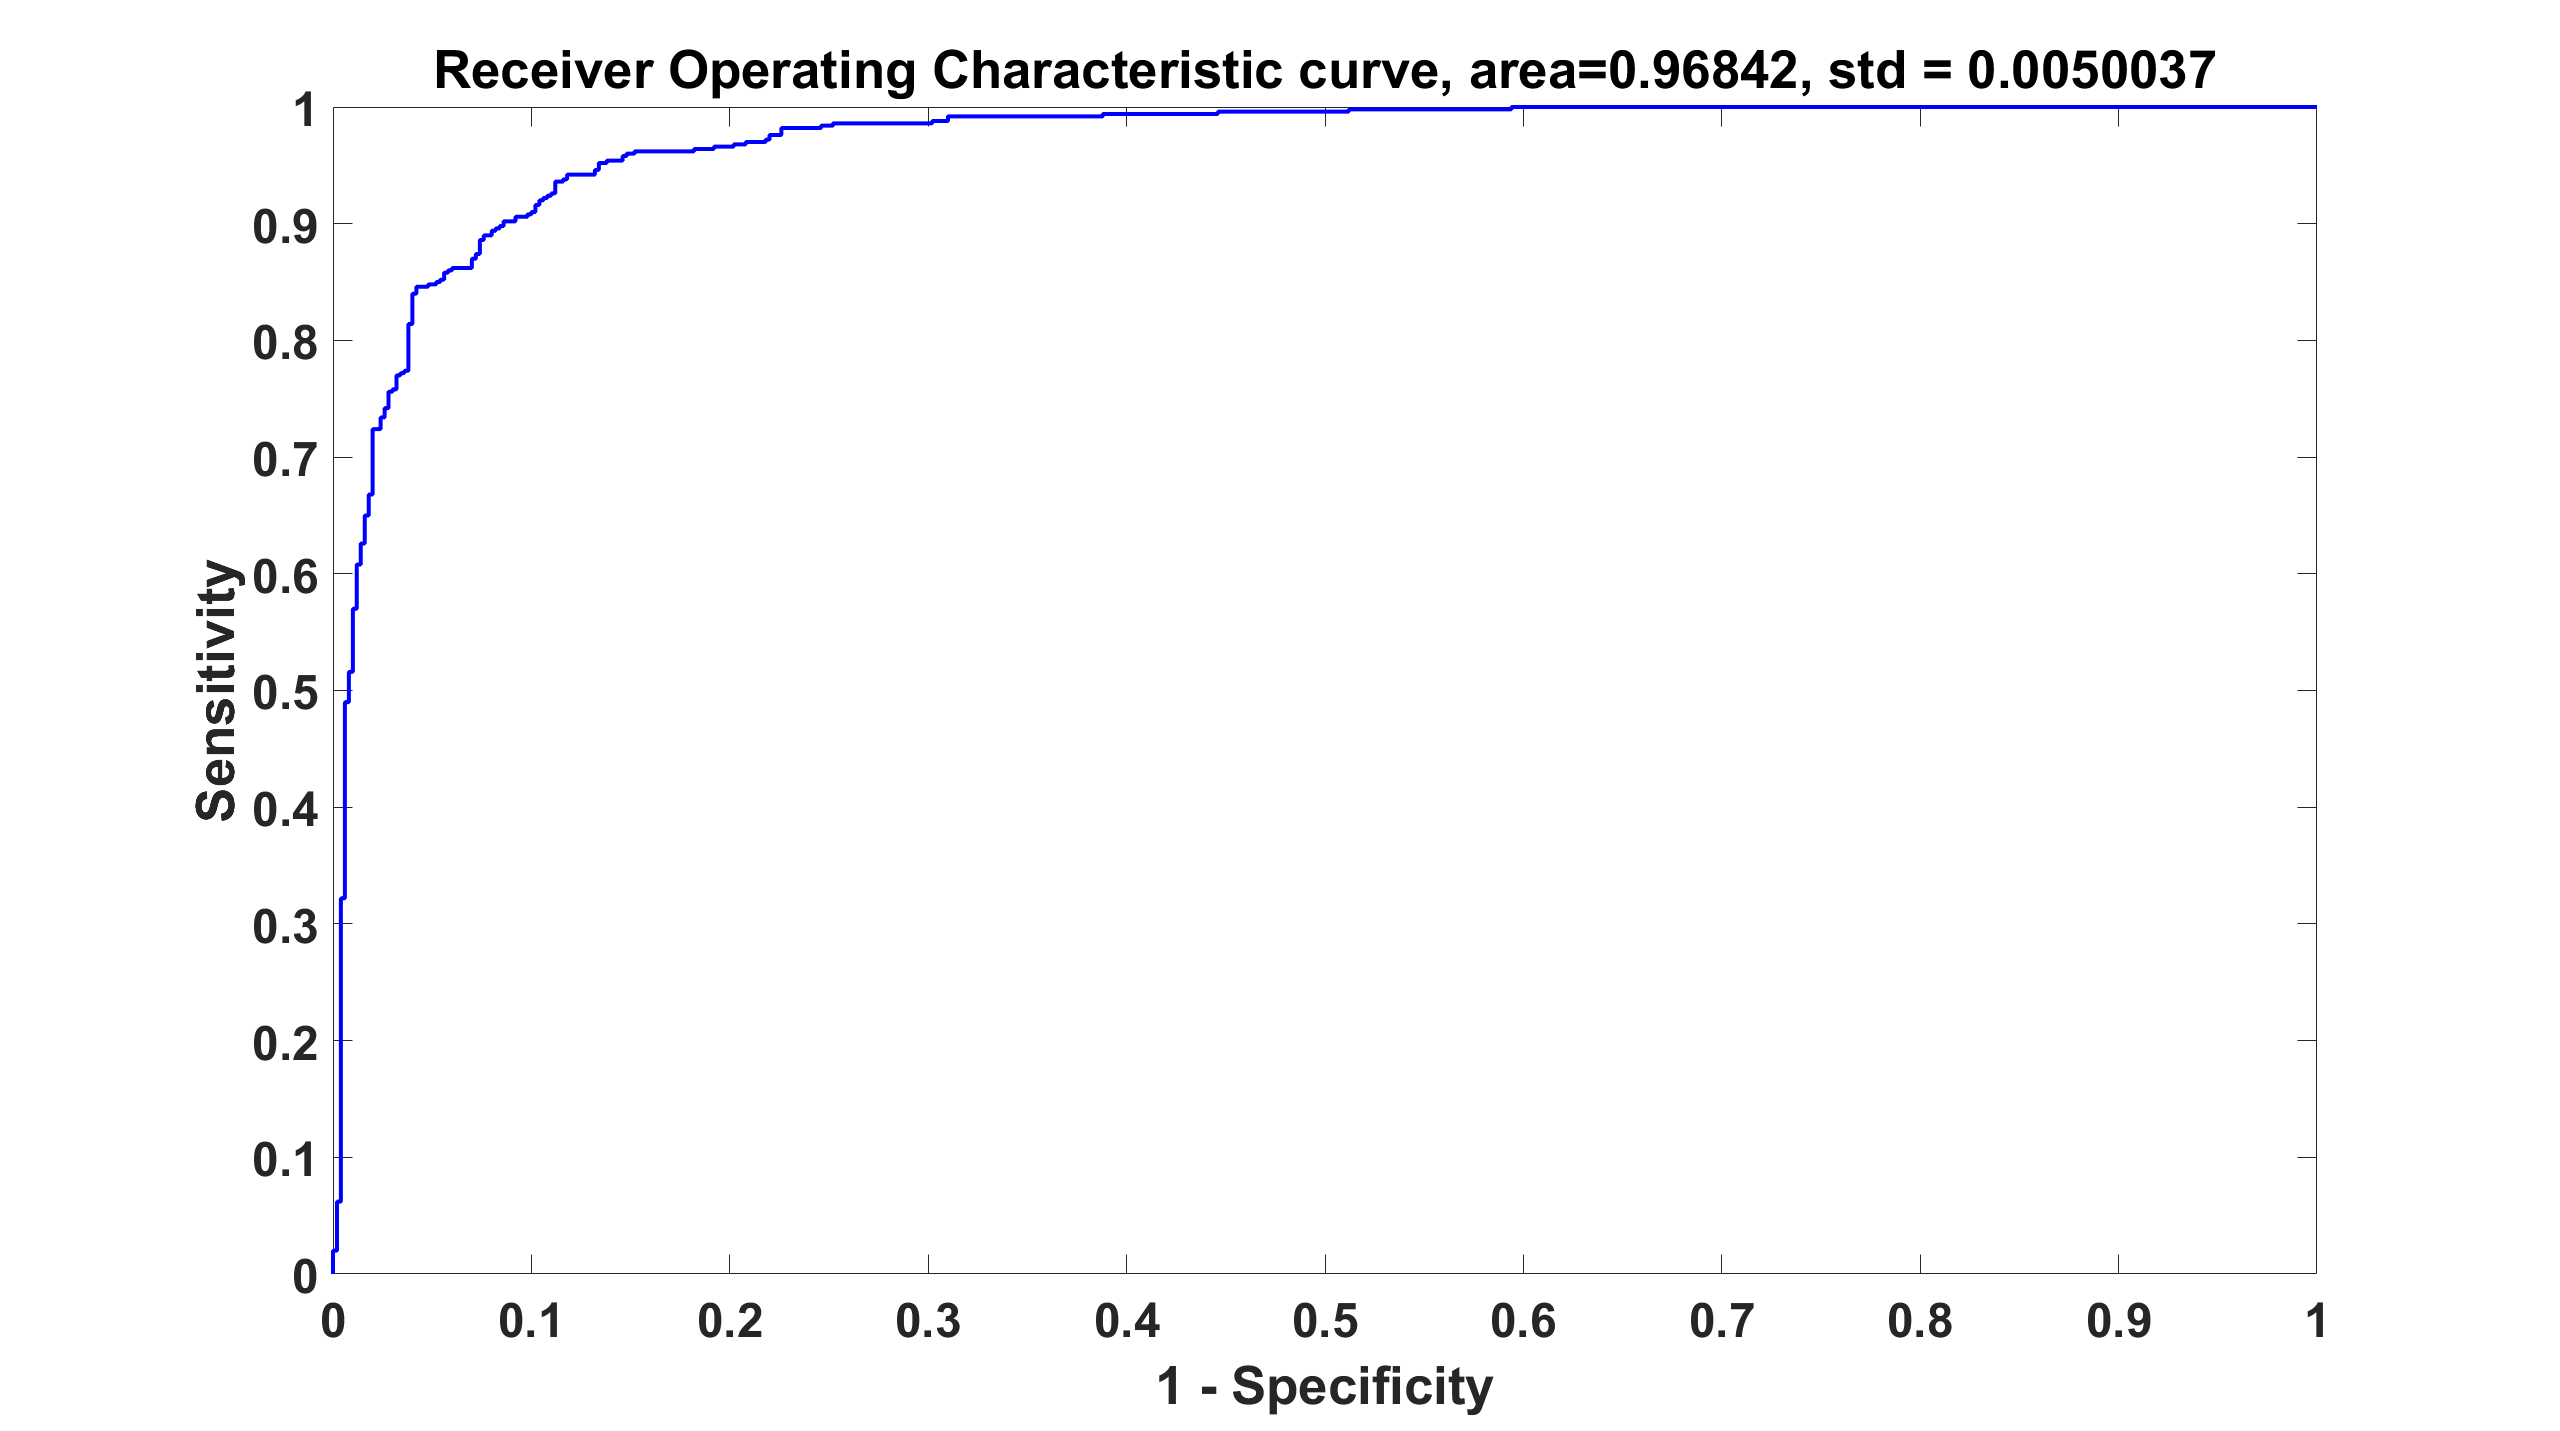 Receiver Operating Characteristic curve, area=0.96842, std = 0.0050037
1
0.9
0.8
0.7
0.6
0.5
0.4
0.3
0.2
0.1
0
Sensitivity
0 0.1 0.2 0.3 0.4 0.5 0.6 0.7 0.8 0.9 1
1 - Specificity